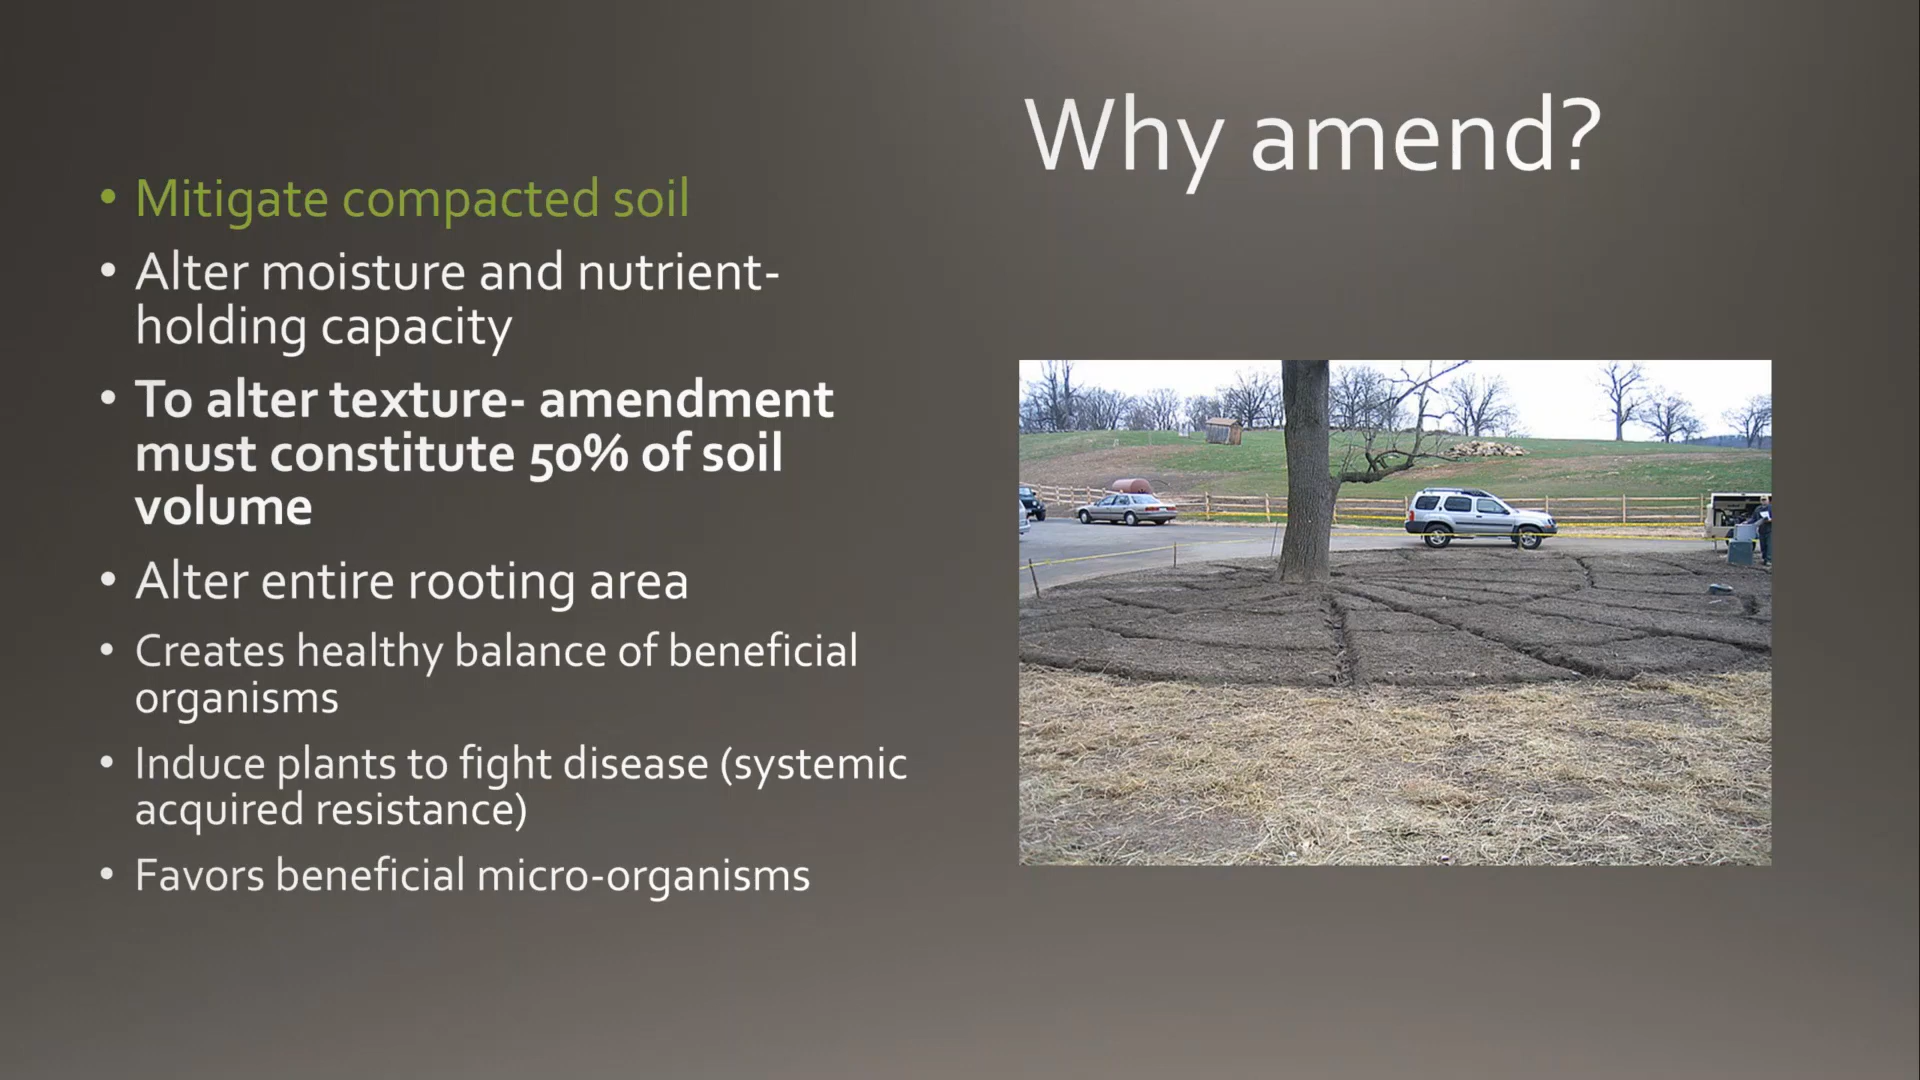 Why amend?
• Mitigate compacted soil
• Alter moisture and nutrient-
holding capacity
• To alter texture- amendment
must constitute 50% of soil
volume
• Alter entire rooting area
• Creates healthy balance of beneficial
organisms
• Induce plants to fight disease (systemic
acquired resistance)
• Favors beneficial micro-organisms